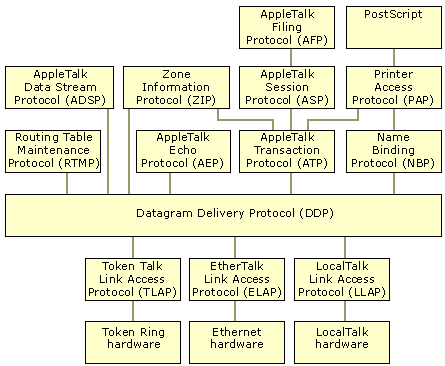 AppleTalk
Filing
Protocol (AFP)
PostScript
AppleTalk
Data Stream
Protocol (ADSP)
Zone
Information
Protocol (ZIP)
AppleTalk
Session
Protocol (ASP)
Printer
Access
Protocol (PAP)
Routing Table
Maintenance
Protocol (RTMP)
AppleTalk
Echo
Protocol (AEP)
AppleTalk
Transaction
Protocol (ATP)
Name
Binding
Protocol (NBP)
Datagram Delivery Protocol (DDP)
Token Talk
Link Access
Protocol (TLAP)
EtherTalk
Link Access
Protocol (ELAP)
LocalTalk
Link Access
Protocol (LLAP)
Token Ring
hardware
Ethernet
hardware
LocalTalk
hardware